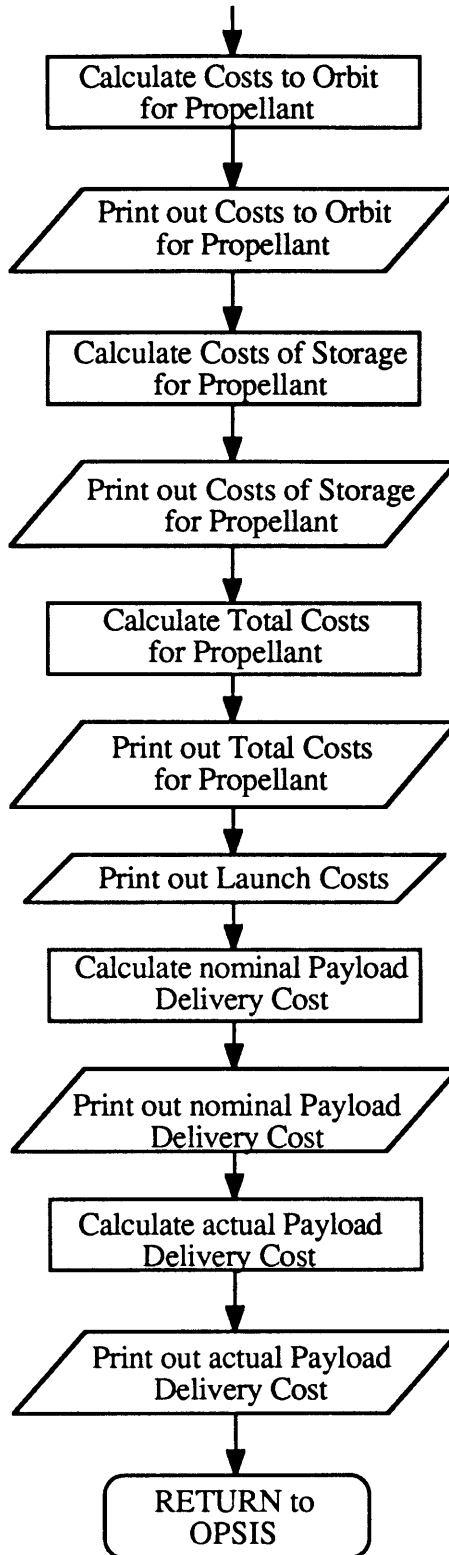 Calculate Costs to Orbit
for Propellant
Print out Costs to Orbit
for Propellant
Calculate Costs of Storage
for Propellant
Print out Costs of Storage
for Propellant
Calculate Total Costs
for Propellant
Print out Total Costs
for Propellant
Print out Launch Costs
Calculate nominal Payload
Delivery Cost
Print out nominal Payload
Delivery Cost
Calculate actual Payload
Delivery Cost
Print out actual Payload
Delivery Cost
RETURN to
OPSIS